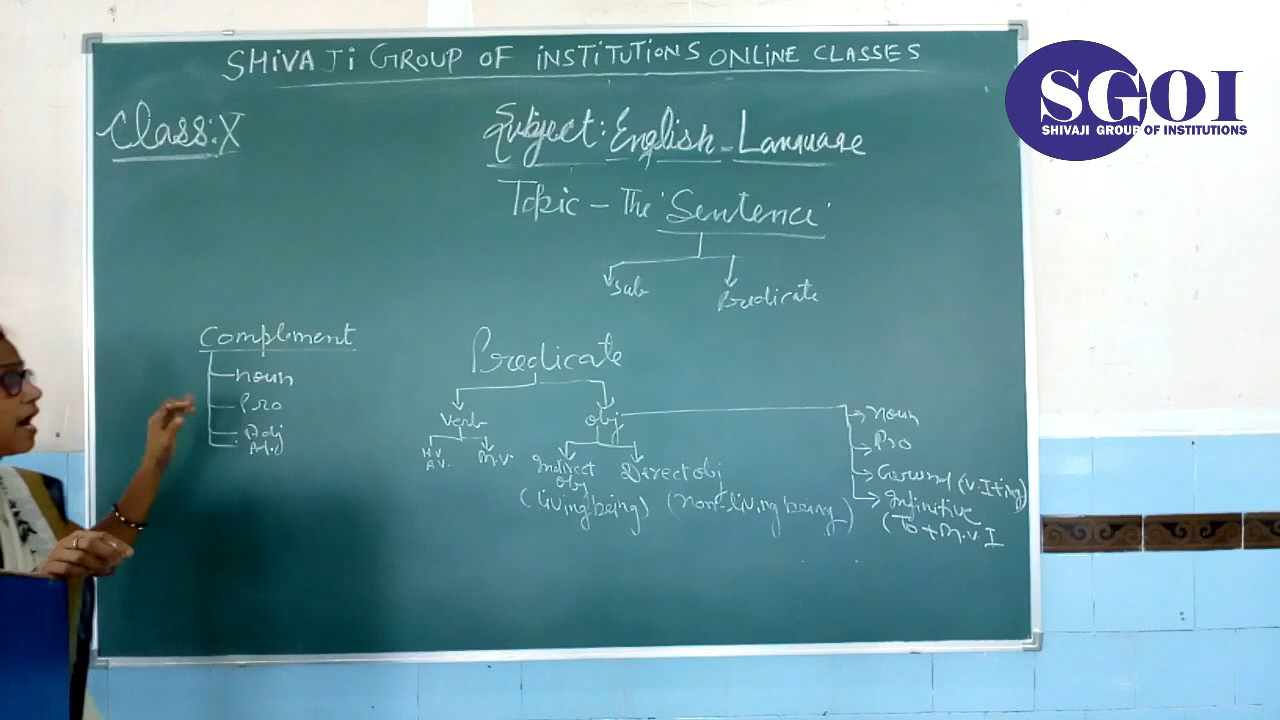 SHIVAJI GROUP OF INSTITUTIONS ONLINE CLASSES
SGOI
SHIVAJI GROUP OF INSTITUTIONS
Class:X
Subject: English Language
Topic - The 'Sentence'
Sub
Predicate
Complement
noun
Pro
Adj
Adv
Predicate
Verb
obj
H.V
A.V.
M.V.
Indirect
obj
(living being)
Direct obj
(non-living being)
noun
Pro
Gerund (V.I+ing)
Infinitive
(To + M.V.I